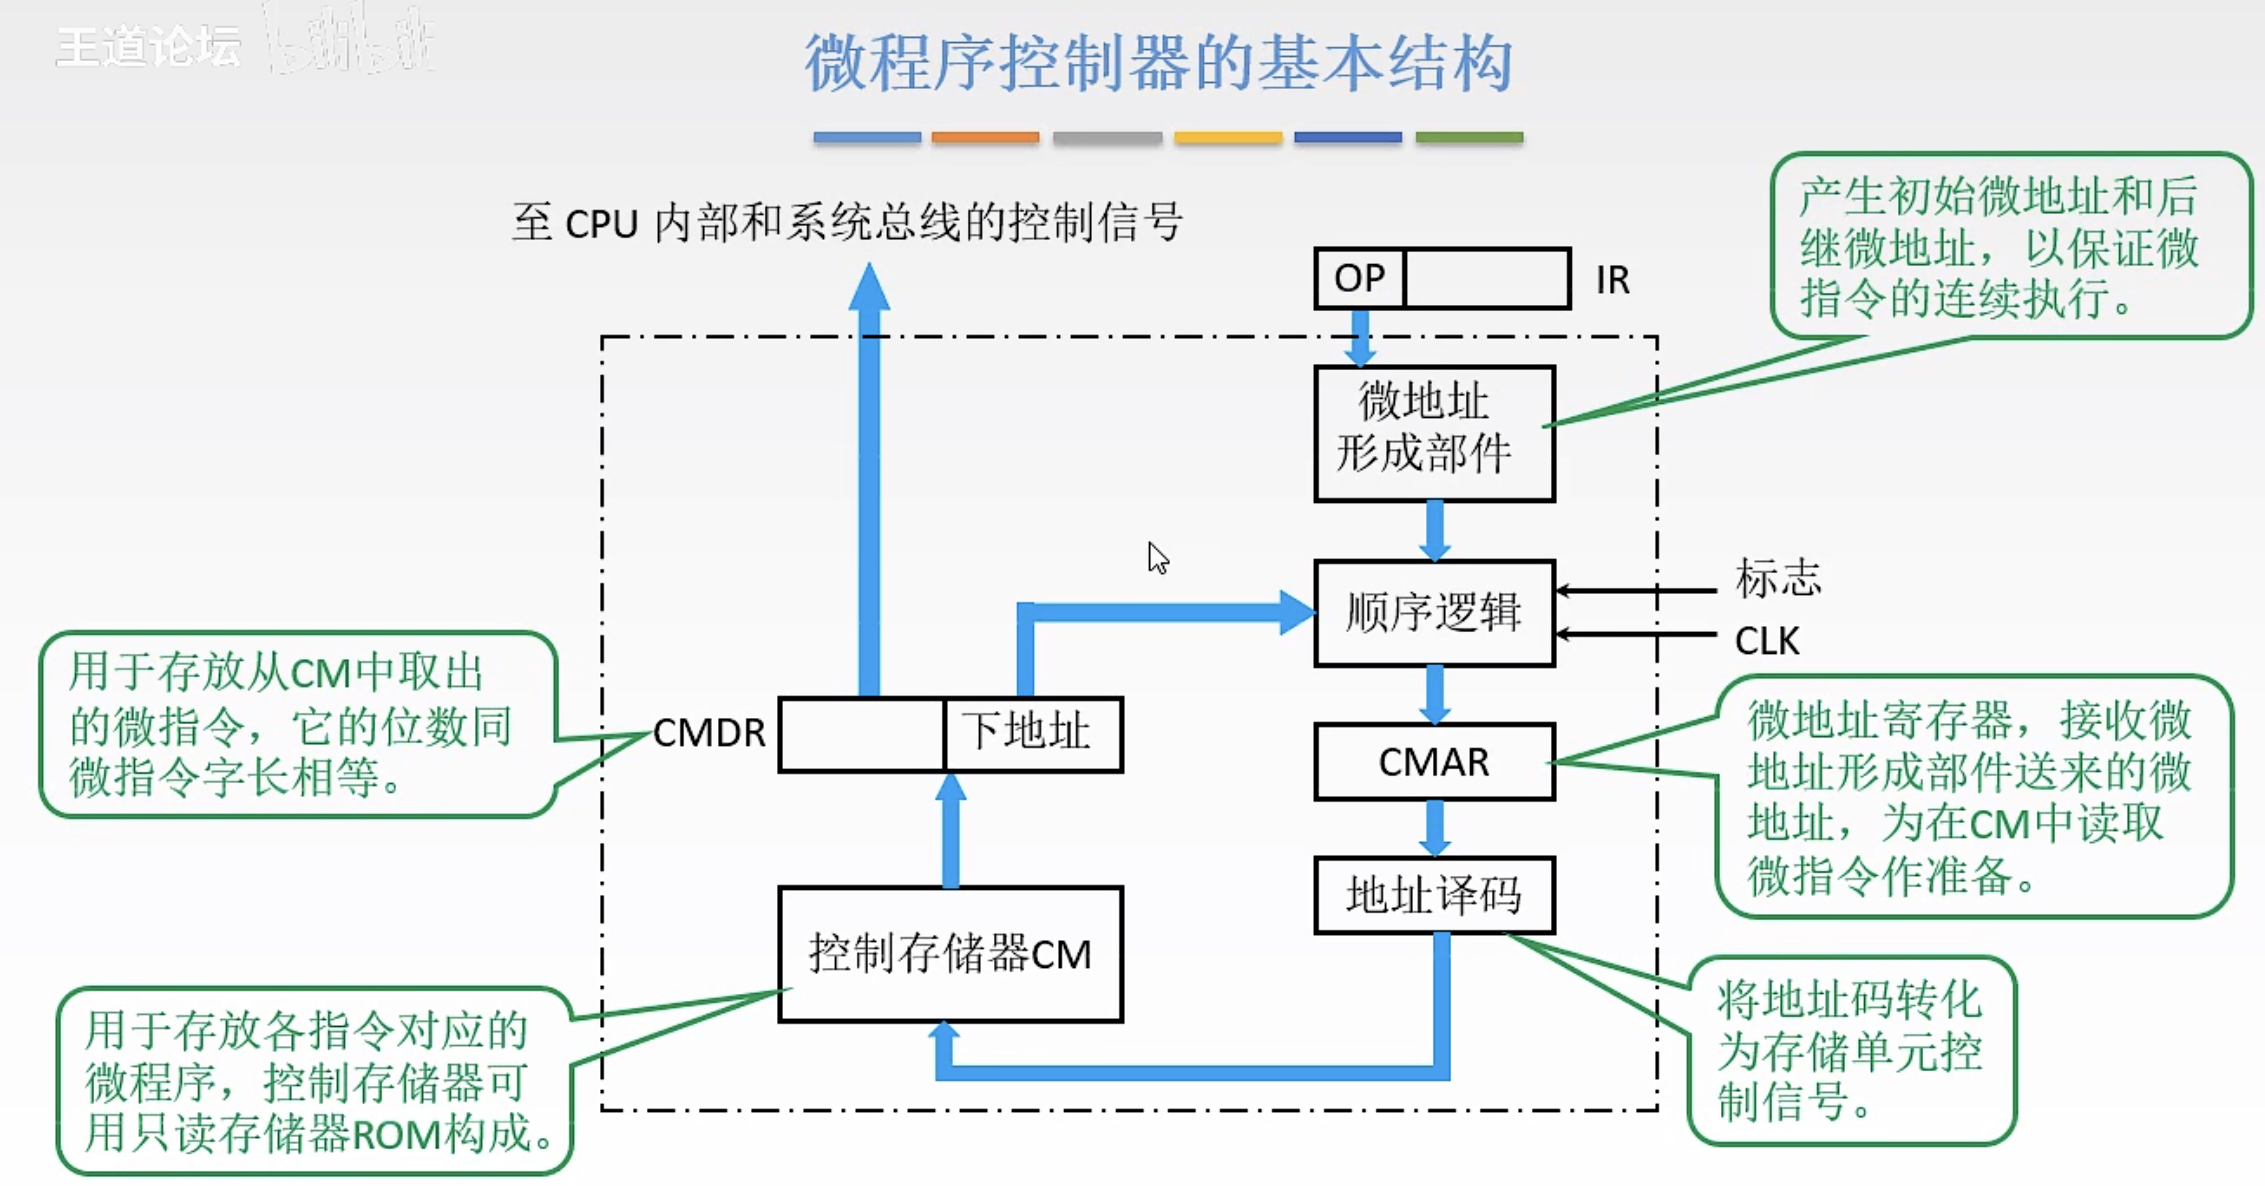 王道论坛 bilibili
微程序控制器的基本结构
至 CPU 内部和系统总线的控制信号
OP
IR
产生初始微地址和后
继微地址，以保证微
指令的连续执行。
微地址
形成部件
顺序逻辑
标志
CLK
用于存放从CM中取出
的微指令，它的位数同
微指令字长相等。
CMDR
下地址
CMAR
微地址寄存器，接收微
地址形成部件送来的微
地址，为在CM中读取
微指令作准备。
地址译码
控制存储器CM
将地址码转化
为存储单元控
制信号。
用于存放各指令对应的
微程序，控制存储器可
用只读存储器ROM构成。